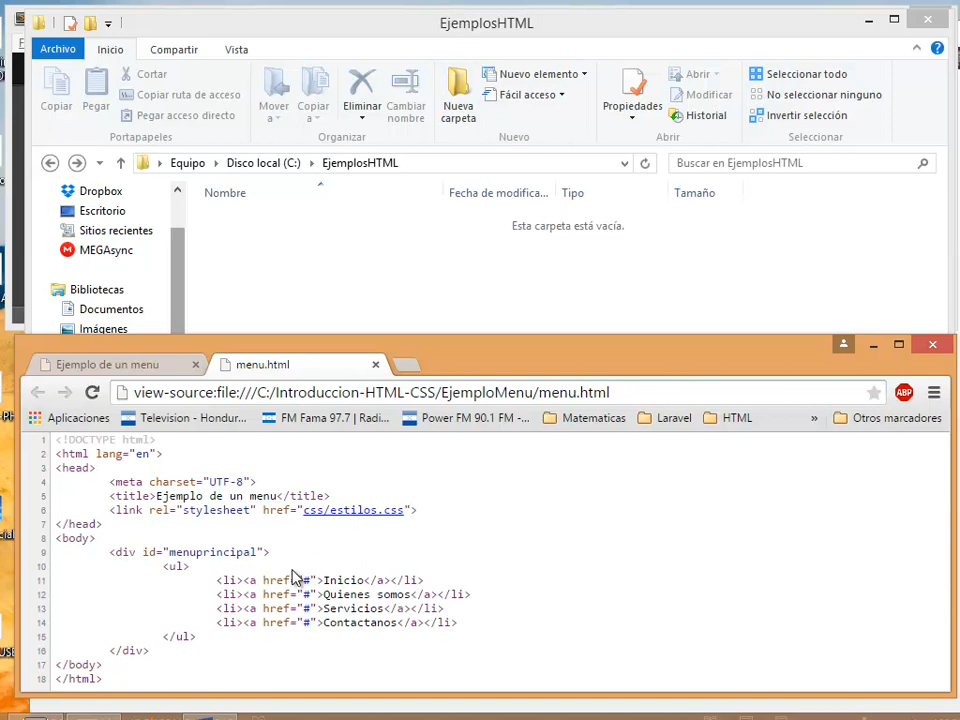 EjemplosHTML
Archivo Inicio Compartir Vista
Copiar
Pegar
Cortar
Copiar ruta de acceso
Pegar acceso directo
Portapapeles
Mover a
Copiar a
Eliminar
Cambiar nombre
Organizar
Nueva carpeta
Nuevo elemento
Fácil acceso
Nuevo
Propiedades
Abrir
Modificar
Historial
Abrir
Seleccionar todo
No seleccionar ninguno
Invertir selección
Selección
Equipo Disco local (C:) EjemplosHTML
Buscar en EjemplosHTML
Nombre Fecha de modifica... Tipo Tamaño
Esta carpeta está vacía.
Dropbox
Escritorio
Sitios recientes
MEGAsync
Bibliotecas
Documentos
Imágenes
Ejemplo de un menu
menu.html
view-source:file:///C:/Introduccion-HTML-CSS/EjemploMenu/menu.html
ABP
Aplicaciones Television - Hondur... FM Fama 97.7 | Radi... Power FM 90.1 FM -... Matematicas Laravel HTML » Otros marcadores
1 <!DOCTYPE html>
2 <html lang="en">
3 <head>
4 <meta charset="UTF-8">
5 <title>Ejemplo de un menu</title>
6 <link rel="stylesheet" href="css/estilos.css">
7 </head>
8 <body>
9 <div id="menuprincipal">
10 <ul>
11 <li><a href="#">Inicio</a></li>
12 <li><a href="#">Quienes somos</a></li>
13 <li><a href="#">Servicios</a></li>
14 <li><a href="#">Contactanos</a></li>
15 </ul>
16 </div>
17 </body>
18 </html>